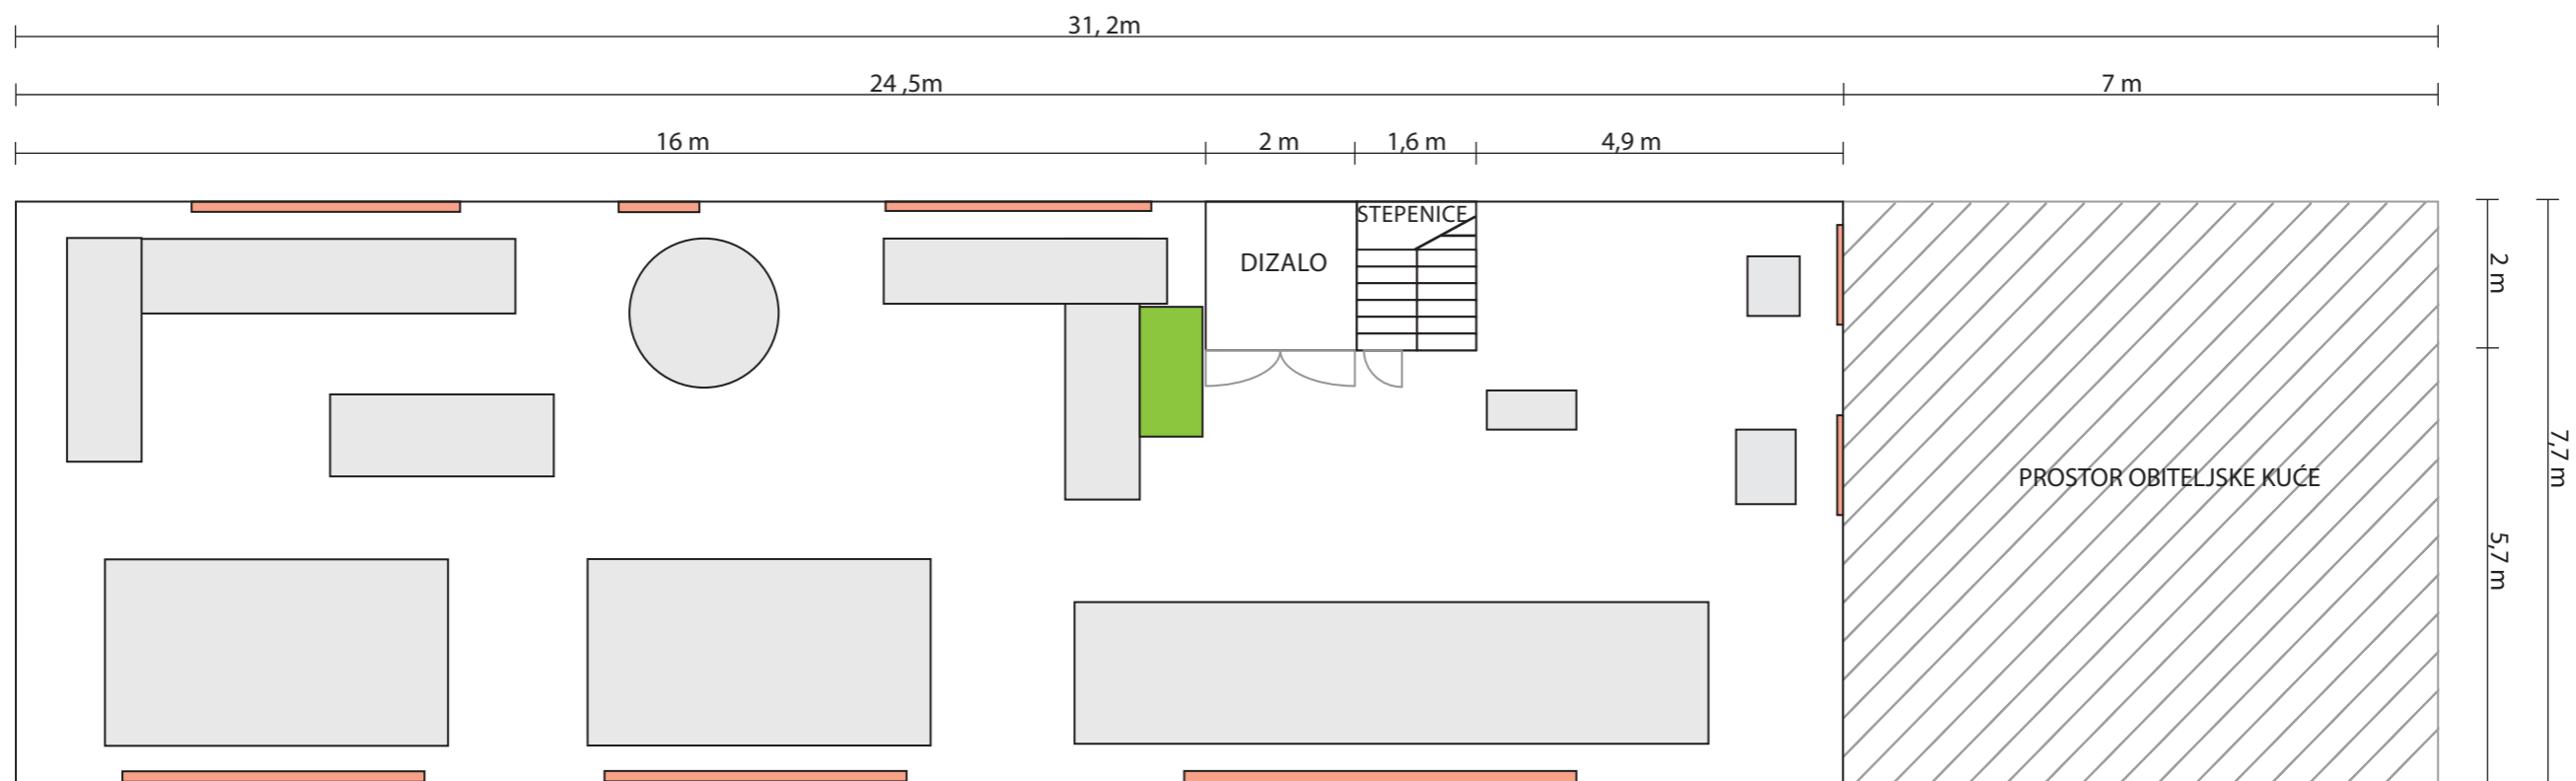 31, 2m
24 ,5m
7 m
16 m
2 m
1,6 m
4,9 m
STEPENICE
DIZALO
2 m
7,7 m
PROSTOR OBITELJSKE KUĆE
5,7 m